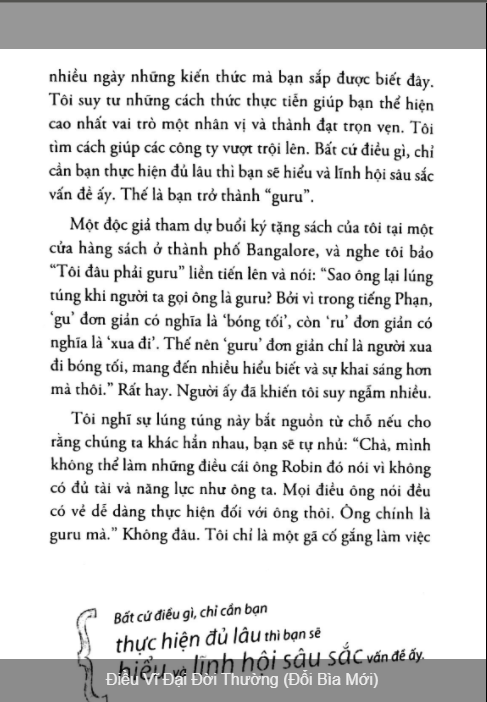 nhiều ngày những kiến thức mà bạn sắp được biết đây.
Tôi suy tư những cách thức thực tiễn giúp bạn thể hiện
cao nhất vai trò một nhân vị và thành đạt trọn vẹn. Tôi
tìm cách giúp các công ty vượt trội lên. Bất cứ điều gì, chỉ
cần bạn thực hiện đủ lâu thì bạn sẽ hiểu và lĩnh hội sâu sắc
vấn đề ấy. Thế là bạn trở thành “guru”.
Một độc giả tham dự buổi ký tặng sách của tôi tại một
cửa hàng sách ở thành phố Bangalore, và nghe tôi bảo
“Tôi đâu phải guru” liền tiến lên và nói: “Sao ông lại lúng
túng khi người ta gọi ông là guru? Bởi vì trong tiếng Phạn,
‘gu’ đơn giản có nghĩa là ‘bóng tối’, còn ‘ru’ đơn giản có
nghĩa là ‘xua đi’. Thế nên ‘guru’ đơn giản chỉ là người xua
đi bóng tối, mang đến nhiều hiểu biết và sự khai sáng hơn
mà thôi.” Rất hay. Người ấy đã khiến tôi suy ngẫm nhiều.
Tôi nghĩ sự lúng túng này bắt nguồn từ chỗ nếu cho
rằng chúng ta khác hẳn nhau, bạn sẽ tự nhủ: “Chà, mình
không thể làm những điều cái ông Robin đó nói vì không
có đủ tài và năng lực như ông ta. Mọi điều ông nói đều
có vẻ dễ dàng thực hiện đối với ông thôi. Ông chính là
guru mà.” Không đâu. Tôi chỉ là một gã cố gắng làm việc
Bất cứ điều gì, chỉ cần bạn
thực hiện đủ lâu thì bạn sẽ
hiểu và lĩnh hội sâu sắc vấn đề ấy.
Điều Vĩ Đại Đời Thường (Đổi Bìa Mới)